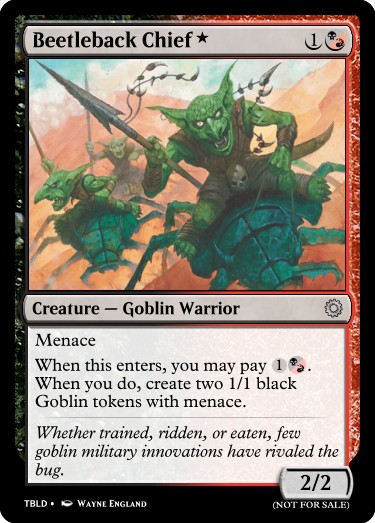 Beetleback Chief ★ 1
Creature — Goblin Warrior
Menace
When this enters, you may pay 1.
When you do, create two 1/1 black
Goblin tokens with menace.
Whether trained, ridden, or eaten, few
goblin military innovations have rivaled the
bug.
2/2
TBLD • Wayne England
(NOT FOR SALE)